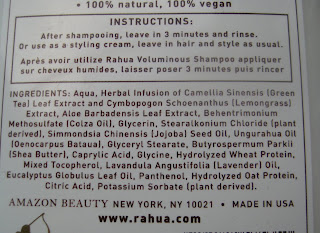 • 100% natural, 100% vegan
INSTRUCTIONS:
After shampooing, leave in 3 minutes and rinse.
Or use as a styling cream, leave in hair and style as usual.
Après avoir utilize Rahua Voluminous Shampoo appliquer
sur cheveux humides, laisser poser 3 minutes puis rincer
INGREDIENTS: Aqua, Herbal Infusion of Camellia Sinensis (Green
Tea) Leaf Extract and Cymbopogon Schoenanthus (Lemongrass)
Extract, Aloe Barbadensis Leaf Extract, Behentrimonium
Methosulfate (Colza Oil), Glycerin, Stearalkonium Chloride (plant
derived), Simmondsia Chinensis (Jojoba) Seed Oil, Ungurahua Oil
(Oenocarpus Bataua), Glyceryl Stearate, Butyrospermum Parkii
(Shea Butter), Caprylic Acid, Glycine, Hydrolyzed Wheat Protein,
Mixed Tocopherol, Lavandula Angustifolia (Lavender) Oil,
Eucalyptus Globulus Leaf Oil, Panthenol, Hydrolyzed Oat Protein,
Citric Acid, Potassium Sorbate (plant derived).
AMAZON BEAUTY NEW YORK, NY 10021 • MADE IN USA
www.rahua.com